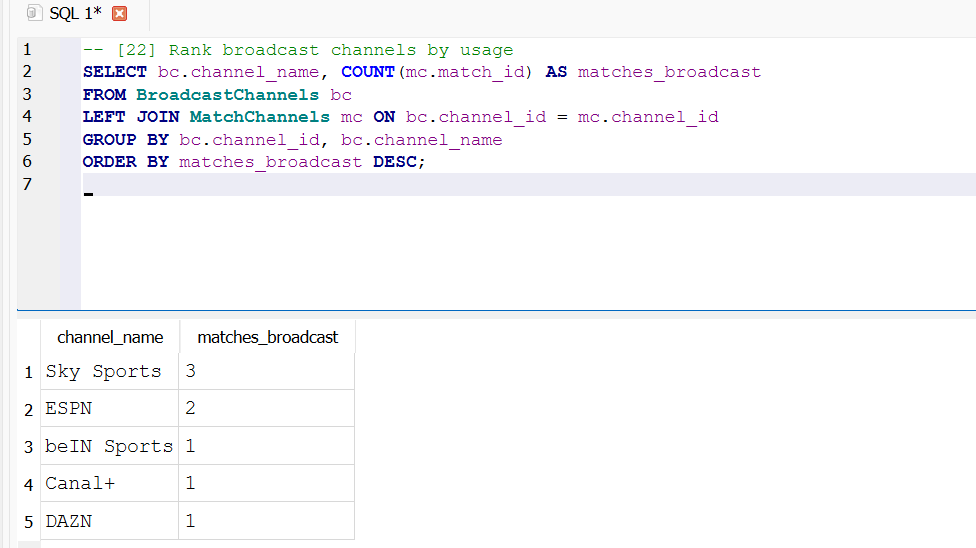 SQL 1*
1 -- [22] Rank broadcast channels by usage
2 SELECT bc.channel_name, COUNT(mc.match_id) AS matches_broadcast
3 FROM BroadcastChannels bc
4 LEFT JOIN MatchChannels mc ON bc.channel_id = mc.channel_id
5 GROUP BY bc.channel_id, bc.channel_name
6 ORDER BY matches_broadcast DESC;
7
channel_name matches_broadcast
1 Sky Sports 3
2 ESPN 2
3 beIN Sports 1
4 Canal+ 1
5 DAZN 1